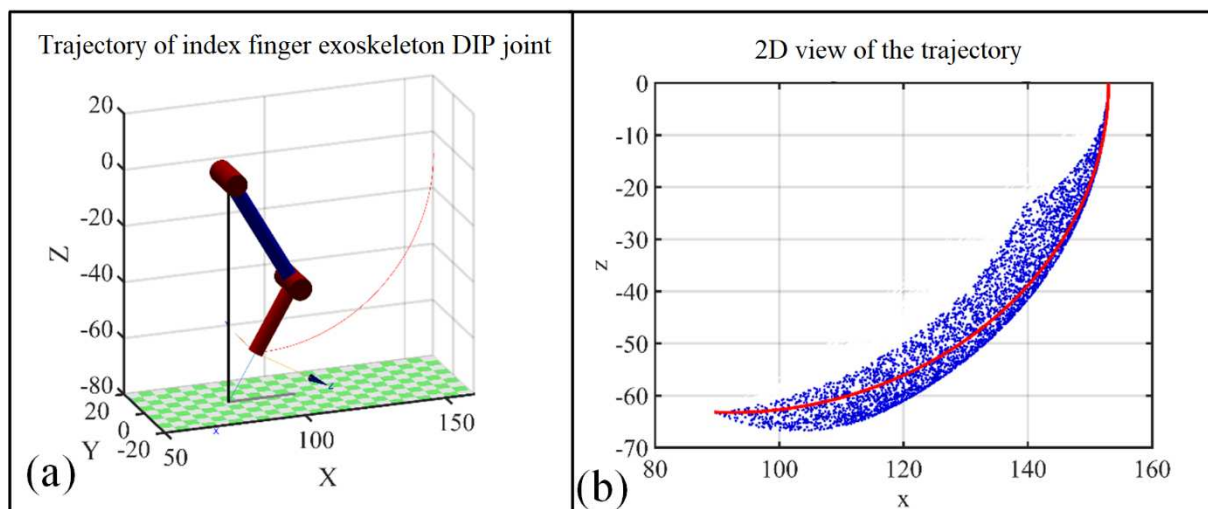 Trajectory of index finger exoskeleton DIP joint
20
0
-20
-40
-60
-80
Z
20
0
-20
Y
50
100
150
X
x
z
(a)
2D view of the trajectory
0
-10
-20
-30
-40
-50
-60
-70
z
80
100
120
140
160
x
(b)